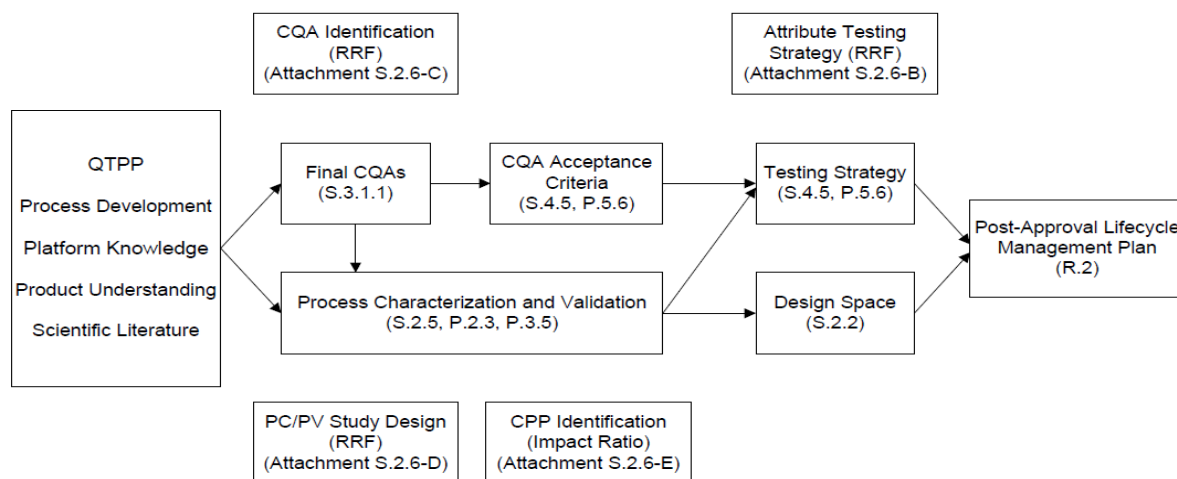 CQA Identification
(RRF)
(Attachment S.2.6-C)
Attribute Testing
Strategy (RRF)
(Attachment S.2.6-B)
QTPP
Process Development
Platform Knowledge
Product Understanding
Scientific Literature
Final CQAs
(S.3.1.1)
CQA Acceptance
Criteria
(S.4.5, P.5.6)
Testing Strategy
(S.4.5, P.5.6)
Process Characterization and Validation
(S.2.5, P.2.3, P.3.5)
Design Space
(S.2.2)
Post-Approval Lifecycle
Management Plan
(R.2)
PC/PV Study Design
(RRF)
(Attachment S.2.6-D)
CPP Identification
(Impact Ratio)
(Attachment S.2.6-E)